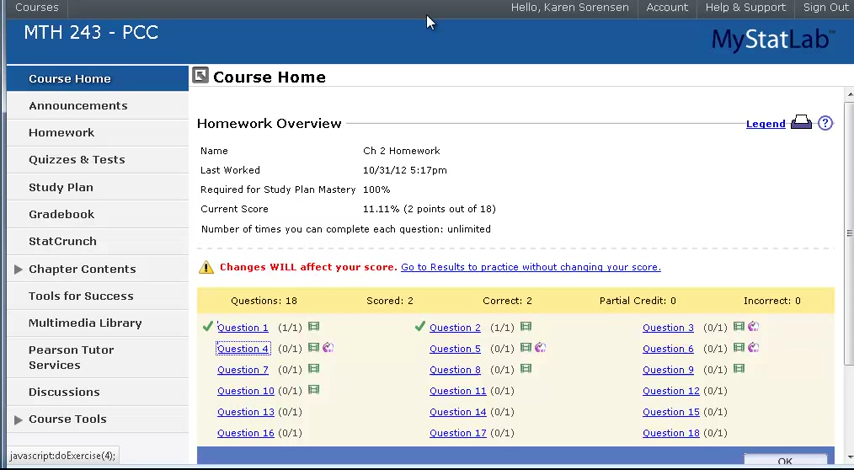 Courses Hello, Karen Sorensen Account Help & Support Sign Out
MTH 243 - PCC MyStatLab™
Course Home
Announcements
Homework
Quizzes & Tests
Study Plan
Gradebook
StatCrunch
Chapter Contents
Tools for Success
Multimedia Library
Pearson Tutor
Services
Discussions
Course Tools
javascript:doExercise(4);
Course Home
Homework Overview Legend ?
Name Ch 2 Homework
Last Worked 10/31/12 5:17pm
Required for Study Plan Mastery 100%
Current Score 11.11% (2 points out of 18)
Number of times you can complete each question: unlimited
Changes WILL affect your score. Go to Results to practice without changing your score.
Questions: 18 Scored: 2 Correct: 2 Partial Credit: 0 Incorrect: 0
Question 1 (1/1) Question 2 (1/1) Question 3 (0/1)
Question 4 (0/1) Question 5 (0/1) Question 6 (0/1)
Question 7 (0/1) Question 8 (0/1) Question 9 (0/1)
Question 10 (0/1) Question 11 (0/1) Question 12 (0/1)
Question 13 (0/1) Question 14 (0/1) Question 15 (0/1)
Question 16 (0/1) Question 17 (0/1) Question 18 (0/1)
OK